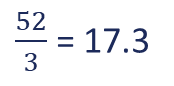 52/3 = 17.3